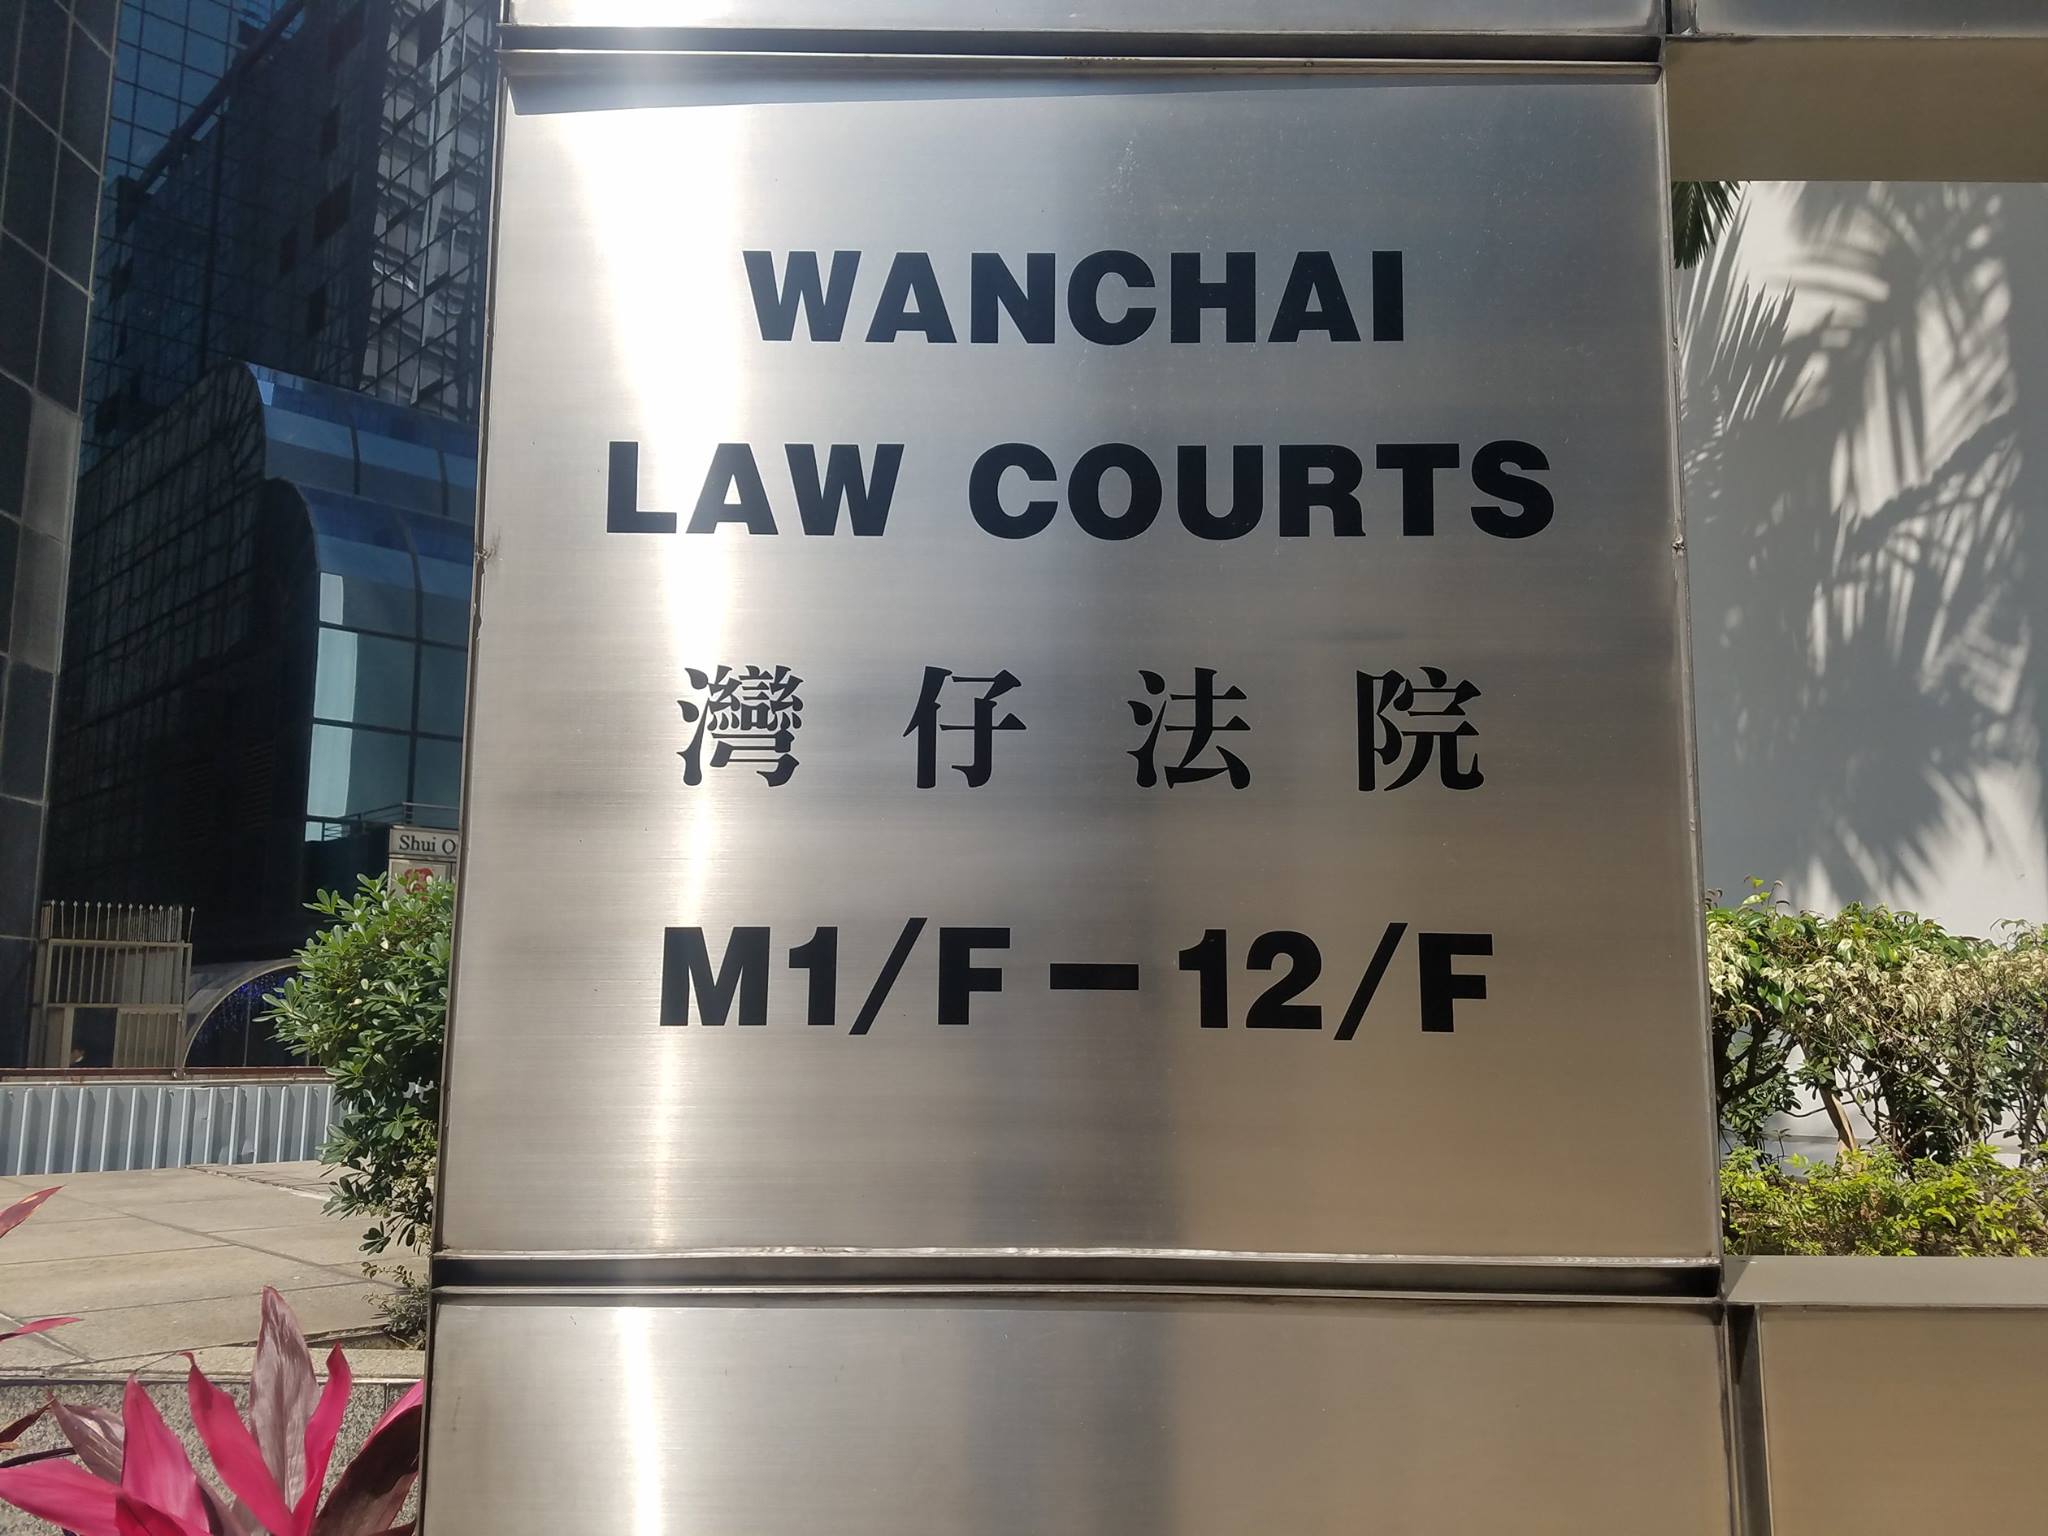 WANCHAI
LAW COURTS
灣仔法院
M1/F－12/F
Shui